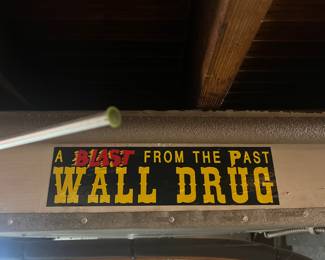 A BLAST FROM THE PAST
WALL DRUG